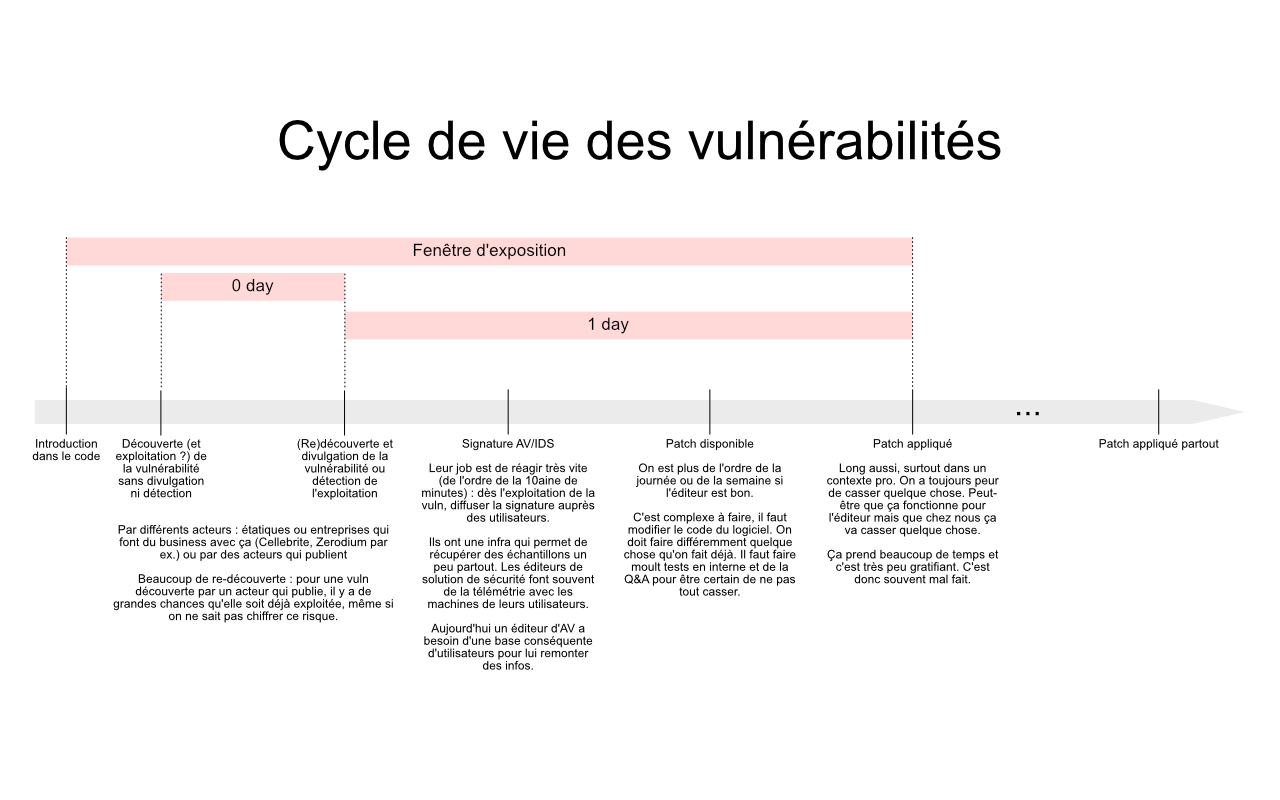 Cycle de vie des vulnérabilités
Fenêtre d'exposition
0 day
1 day
...
Introduction
dans le code
Découverte (et
exploitation ?) de
la vulnérabilité
sans divulgation
ni détection
(Re)découverte et
divulgation de la
vulnérabilité ou
détection de
l'exploitation
Par différents acteurs : étatiques ou entreprises qui
font du business avec ça (Cellebrite, Zerodium par
ex.) ou par des acteurs qui publient
Beaucoup de re-découverte : pour une vuln
découverte par un acteur qui publie, il y a de
grandes chances qu'elle soit déjà exploitée, même si
on ne sait pas chiffrer ce risque.
Signature AV/IDS
Leur job est de réagir très vite
(de l'ordre de la 10aine de
minutes) : dès l'exploitation de la
vuln, diffuser la signature auprès
des utilisateurs.
Ils ont une infra qui permet de
récupérer des échantillons un
peu partout. Les éditeurs de
solution de sécurité font souvent
de la télémétrie avec les
machines de leurs utilisateurs.
Aujourd'hui un éditeur d'AV a
besoin d'une base conséquente
d'utilisateurs pour lui remonter
des infos.
Patch disponible
On est plus de l'ordre de la
journée ou de la semaine si
l'éditeur est bon.
C'est complexe à faire, il faut
modifier le code du logiciel. On
doit faire différemment quelque
chose qu'on fait déjà. Il faut faire
moult tests en interne et de la
Q&A pour être certain de ne pas
tout casser.
Patch appliqué
Long aussi, surtout dans un
contexte pro. On a toujours peur
de casser quelque chose. Peut-
être que ça fonctionne pour
l'éditeur mais que chez nous ça
va casser quelque chose.
Ça prend beaucoup de temps et
c'est très peu gratifiant. C'est
donc souvent mal fait.
Patch appliqué partout